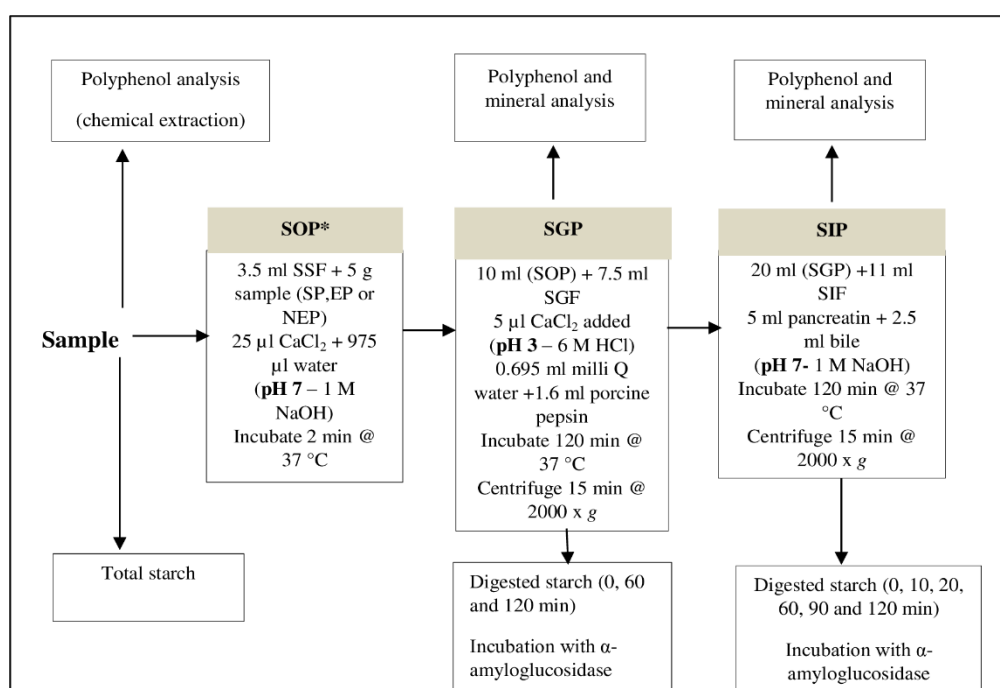 Polyphenol analysis
(chemical extraction)
Polyphenol and
mineral analysis
Polyphenol and
mineral analysis
Sample
SOP*
3.5 ml SSF + 5 g
sample (SP,EP or
NEP)
25 µl CaCl₂ + 975
µl water
(pH 7 – 1 M
NaOH)
Incubate 2 min @
37 °C
SGP
10 ml (SOP) + 7.5 ml
SGF
5 µl CaCl₂ added
(pH 3 – 6 M HCl)
0.695 ml milli Q
water +1.6 ml porcine
pepsin
Incubate 120 min @
37 °C
Centrifuge 15 min @
2000 x g
SIP
20 ml (SGP) +11 ml
SIF
5 ml pancreatin + 2.5
ml bile
(pH 7- 1 M NaOH)
Incubate 120 min @ 37
°C
Centrifuge 15 min @
2000 x g
Total starch
Digested starch (0, 60
and 120 min)
Incubation with α-
amyloglucosidase
Digested starch (0, 10, 20,
60, 90 and 120 min)
Incubation with α-
amyloglucosidase